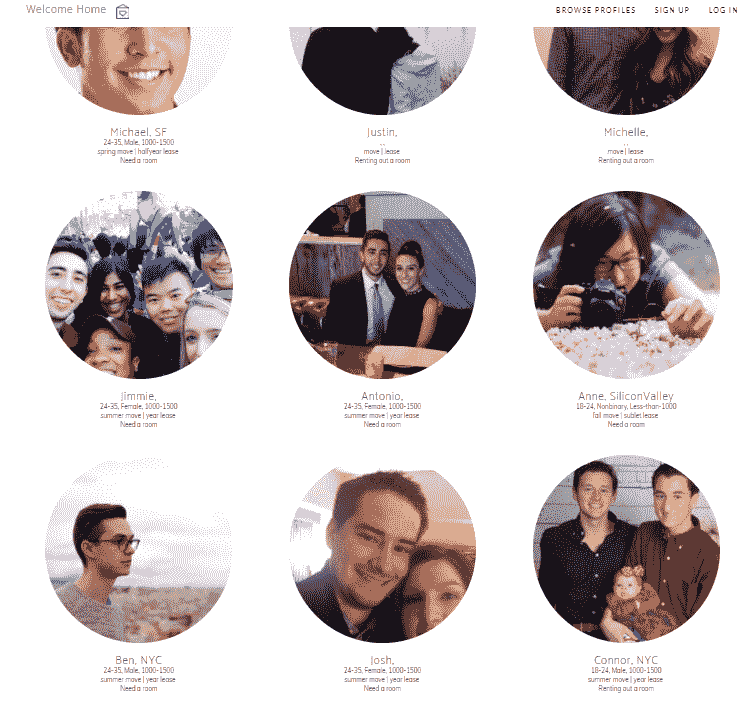 Welcome Home
BROWSE PROFILES SIGN UP LOG IN
Michael, SF
24-35, Male, 1000-1500
spring move | halfyear lease
Need a room
Justin,
, ,
move | lease
Renting out a room
Michelle,
, ,
move | lease
Renting out a room
Jimmie,
24-35, Female, 1000-1500
summer move | year lease
Need a room
Antonio,
24-35, Female, 1000-1500
summer move | year lease
Need a room
Anne, SiliconValley
18-24, Nonbinary, Less-than-1000
fall move | sublet lease
Need a room
Ben, NYC
24-35, Male, 1000-1500
summer move | year lease
Need a room
Josh,
24-35, Female, 1000-1500
summer move | year lease
Need a room
Connor, NYC
18-24, Male, 1000-1500
summer move | year lease
Renting out a room